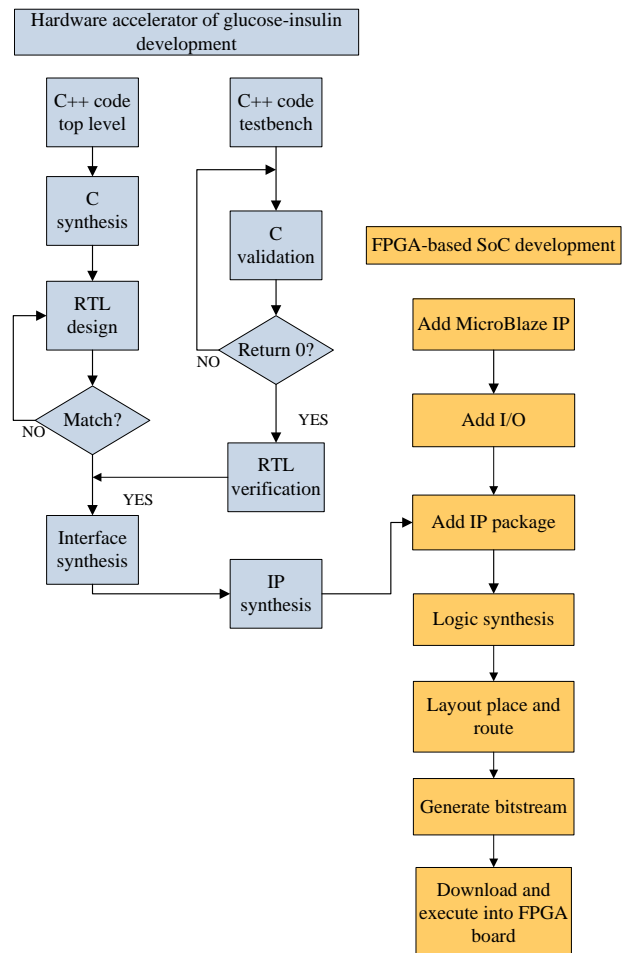 Hardware accelerator of glucose-insulin
development
C++ code
top level
C++ code
testbench
C
synthesis
C
validation
FPGA-based SoC development
RTL
design
Add MicroBlaze IP
Return 0?
NO
Match?
NO
YES
Add I/O
RTL
verification
YES
Interface
synthesis
Add IP package
IP
synthesis
Logic synthesis
Layout place and
route
Generate bitstream
Download and
execute into FPGA
board